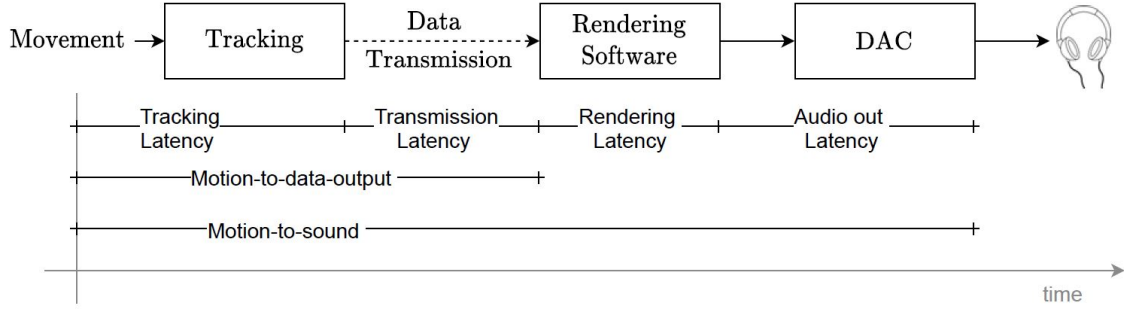 Movement
Tracking
Data
Transmission
Rendering
Software
DAC
Tracking
Latency
Transmission
Latency
Rendering
Latency
Audio out
Latency
Motion-to-data-output
Motion-to-sound
time